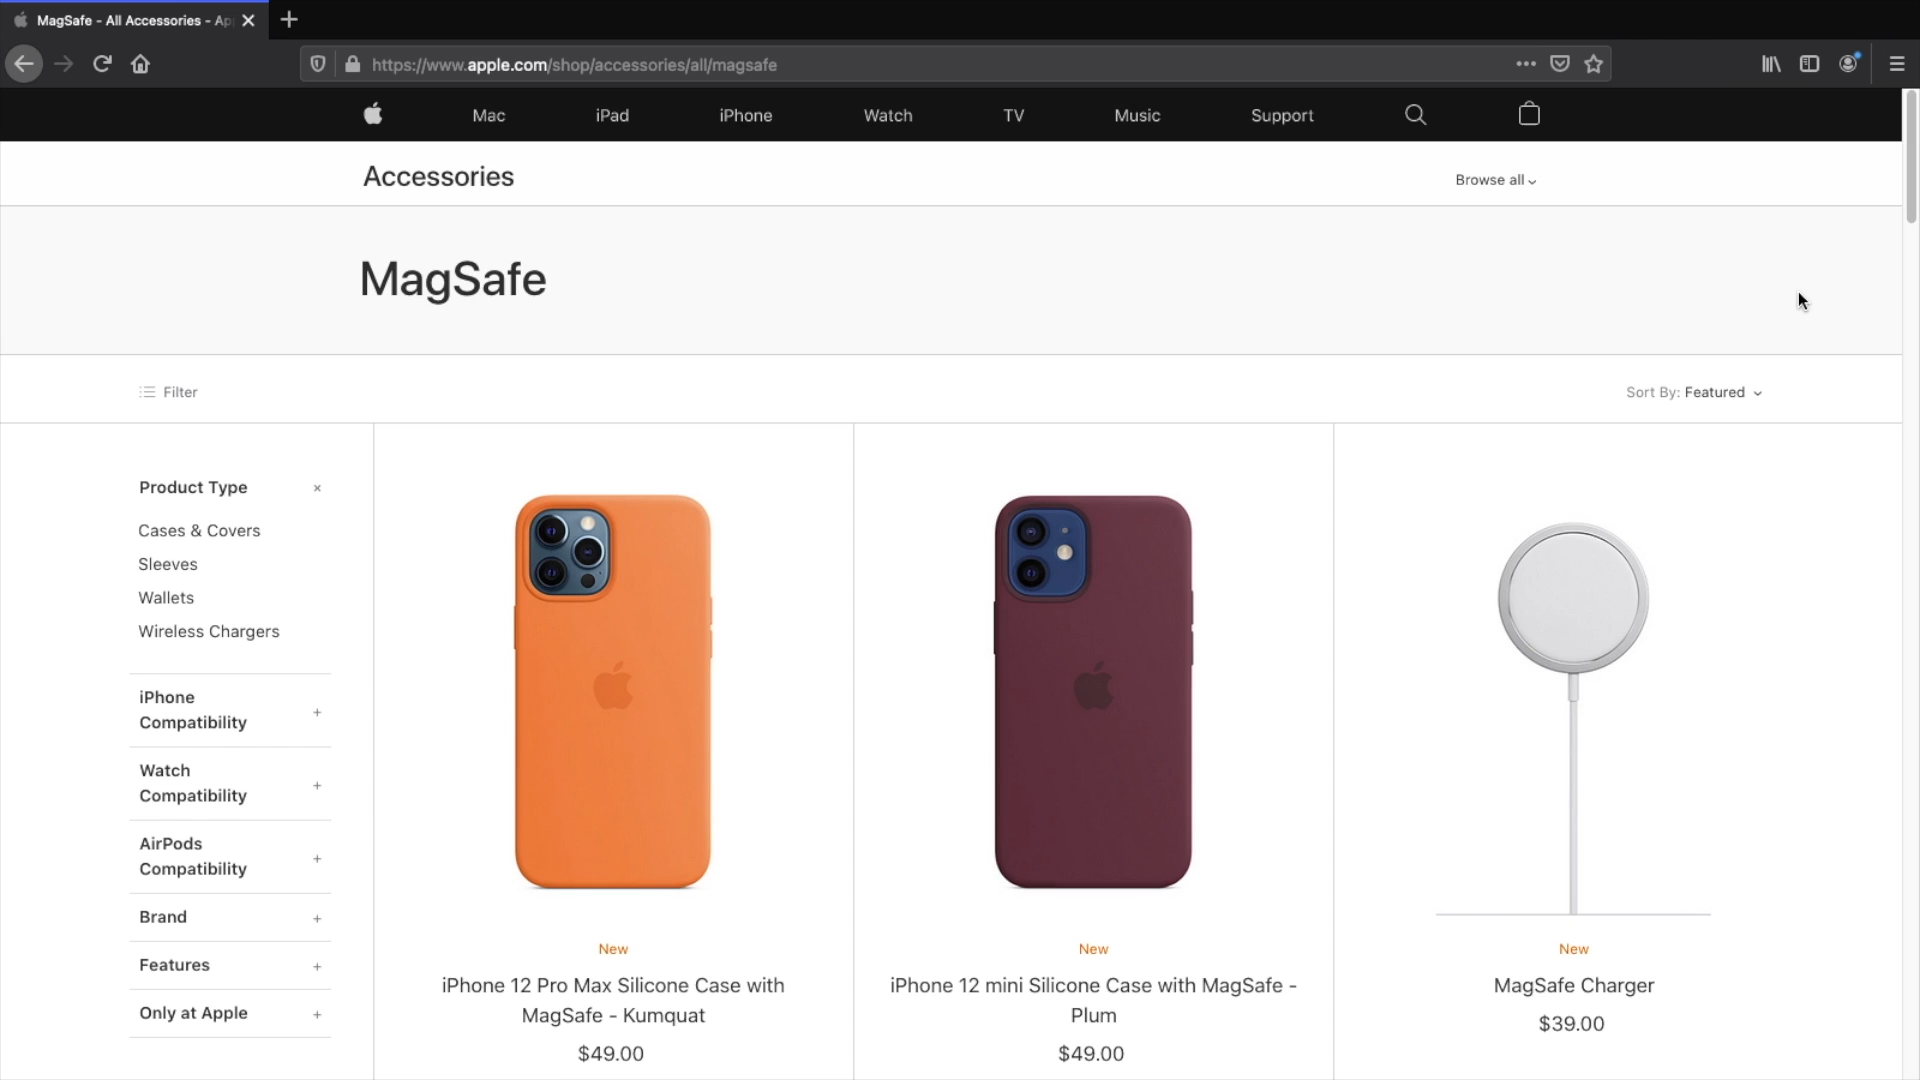 MagSafe - All Accessories - Ap
https://www.apple.com/shop/accessories/all/magsafe
Mac iPad iPhone Watch TV Music Support
Accessories
Browse all
MagSafe
Filter
Sort By: Featured
Product Type
Cases & Covers
Sleeves
Wallets
Wireless Chargers
iPhone
Compatibility
Watch
Compatibility
AirPods
Compatibility
Brand
Features
Only at Apple
New
iPhone 12 Pro Max Silicone Case with
MagSafe - Kumquat
$49.00
New
iPhone 12 mini Silicone Case with MagSafe -
Plum
$49.00
New
MagSafe Charger
$39.00